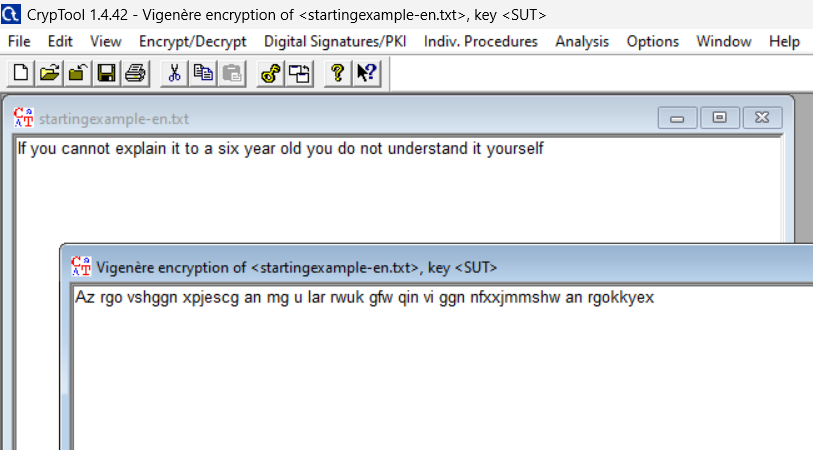 CrypTool 1.4.42 - Vigenère encryption of <startingexample-en.txt>, key <SUT>
File Edit View Encrypt/Decrypt Digital Signatures/PKI Indiv. Procedures Analysis Options Window Help
startingexample-en.txt
If you cannot explain it to a six year old you do not understand it yourself
Vigenère encryption of <startingexample-en.txt>, key <SUT>
Az rgo vshggn xpjescg an mg u lar rwuk gfw qin vi ggn nfxxjmmshw an rgokkyex